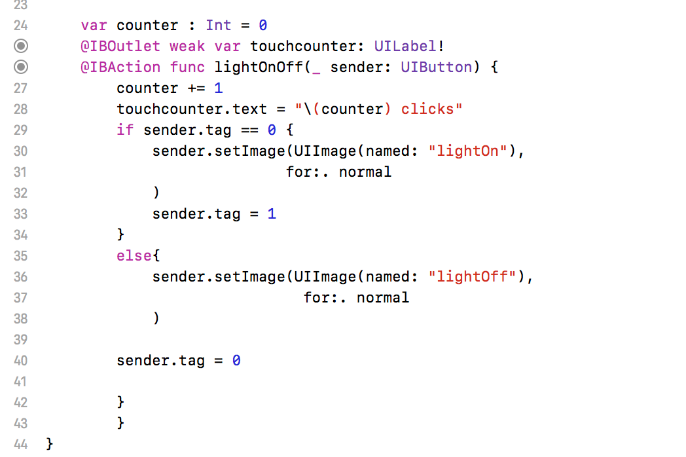 23
24 var counter : Int = 0
@IBOutlet weak var touchcounter: UILabel!
@IBAction func lightOnOff(_ sender: UIButton) {
27 counter += 1
28 touchcounter.text = "\(counter) clicks"
29 if sender.tag == 0 {
30 sender.setImage(UIImage(named: "lightOn"),
31 for:. normal
32 )
33 sender.tag = 1
34 }
35 else{
36 sender.setImage(UIImage(named: "lightOff"),
37 for:. normal
38 )
39
40 sender.tag = 0
41
42 }
43 }
44 }